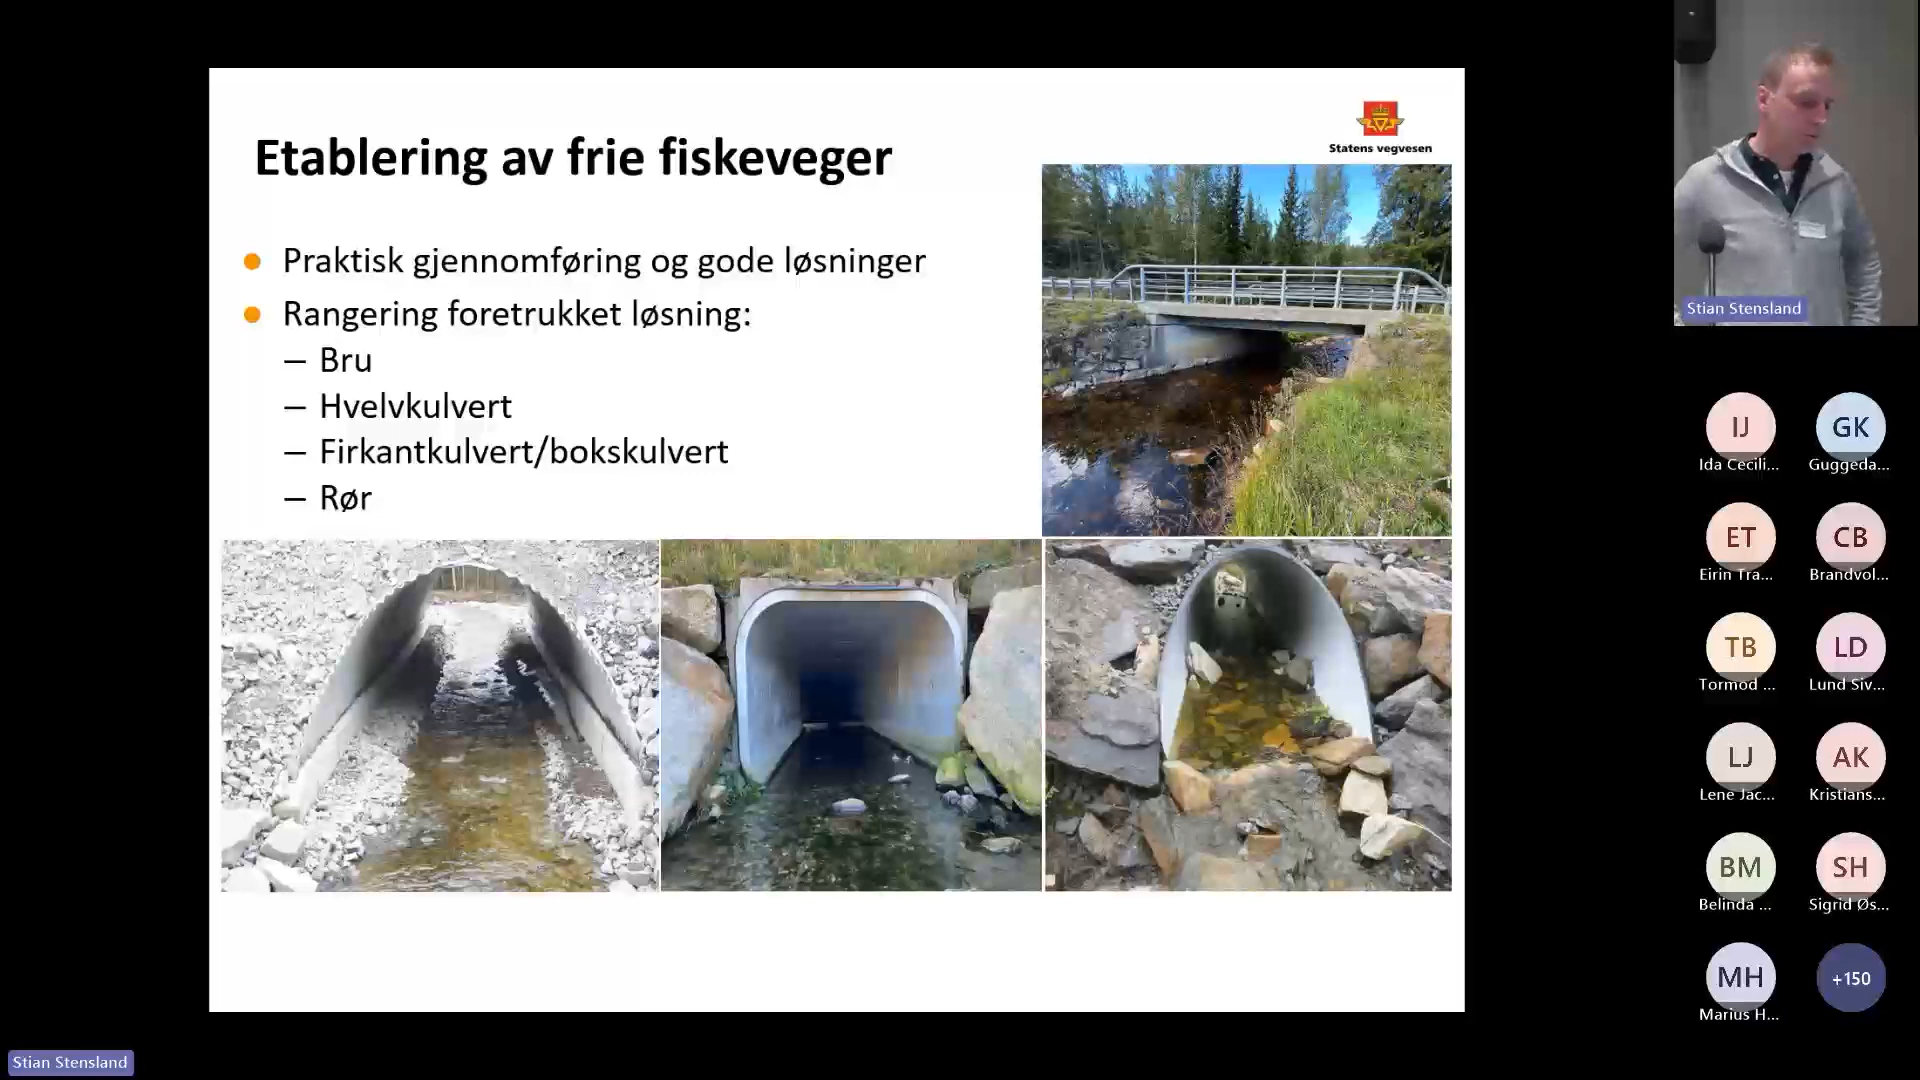 Etablering av frie fiskeveger
Statens vegvesen
Praktisk gjennomføring og gode løsninger
Rangering foretrukket løsning:
– Bru
– Hvelvkulvert
– Firkantkulvert/bokskulvert
– Rør
Stian Stensland
IJ
Ida Cecili...
GK
Guggeda...
ET
Eirin Tra...
CB
Brandvol...
TB
Tormod ...
LD
Lund Siv...
LJ
Lene Jac...
AK
Kristians...
BM
Belinda ...
SH
Sigrid Øs...
MH
Marius H...
+150
Stian Stensland